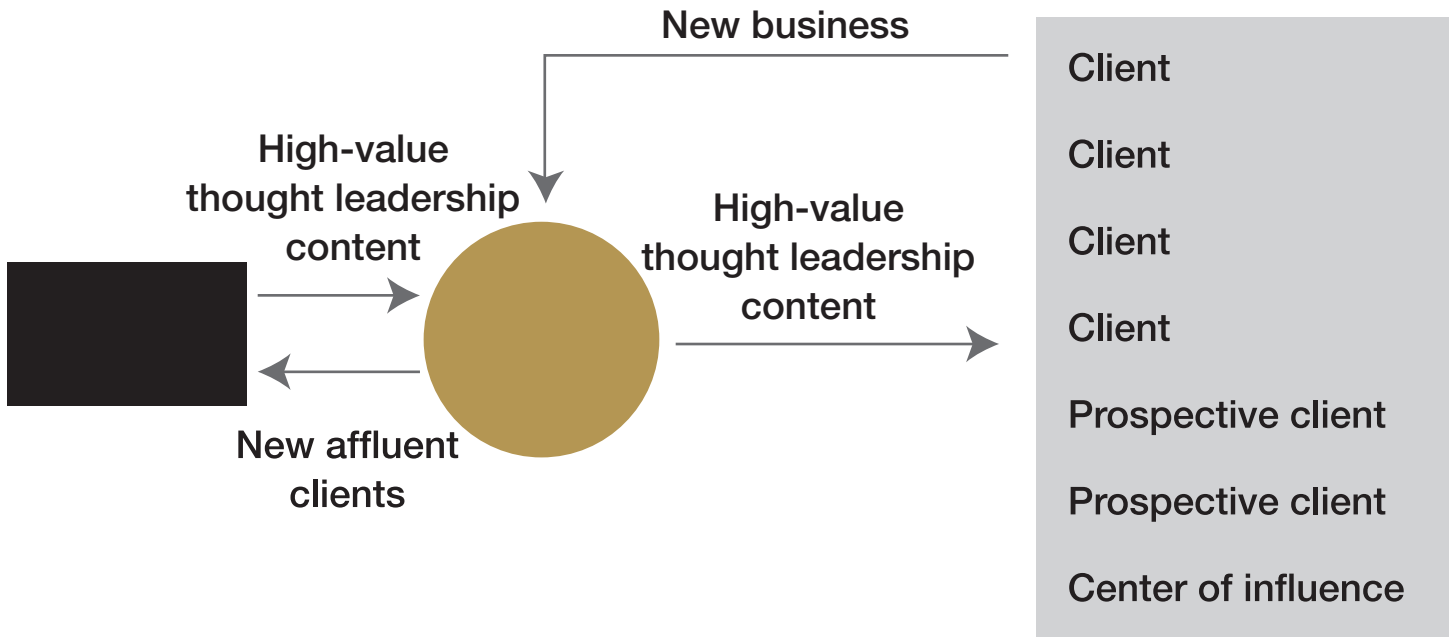 New business
High-value
thought leadership
content
High-value
thought leadership
content
New affluent
clients
Client
Client
Client
Client
Prospective client
Prospective client
Center of influence